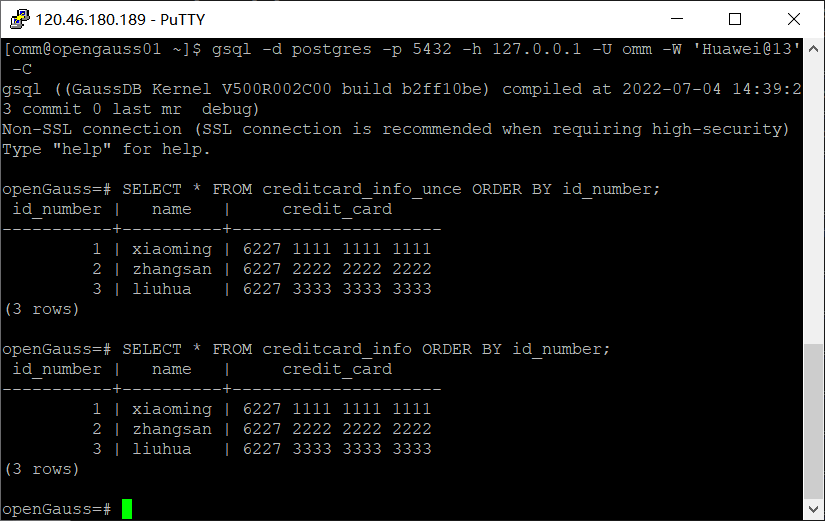 120.46.180.189 - PuTTY
[omm@opengauss01 ~]$ gsql -d postgres -p 5432 -h 127.0.0.1 -U omm -W 'Huawei@13'
 -C
gsql ((GaussDB Kernel V500R002C00 build b2ff10be) compiled at 2022-07-04 14:39:2
3 commit 0 last mr  debug)
Non-SSL connection (SSL connection is recommended when requiring high-security)
Type "help" for help.
openGauss=# SELECT * FROM creditcard_info_unce ORDER BY id_number;
 id_number |   name   |     credit_card
-----------+----------+---------------------
         1 | xiaoming | 6227 1111 1111 1111
         2 | zhangsan | 6227 2222 2222 2222
         3 | liuhua   | 6227 3333 3333 3333
(3 rows)
openGauss=# SELECT * FROM creditcard_info ORDER BY id_number;
 id_number |   name   |     credit_card
-----------+----------+---------------------
         1 | xiaoming | 6227 1111 1111 1111
         2 | zhangsan | 6227 2222 2222 2222
         3 | liuhua   | 6227 3333 3333 3333
(3 rows)
openGauss=#